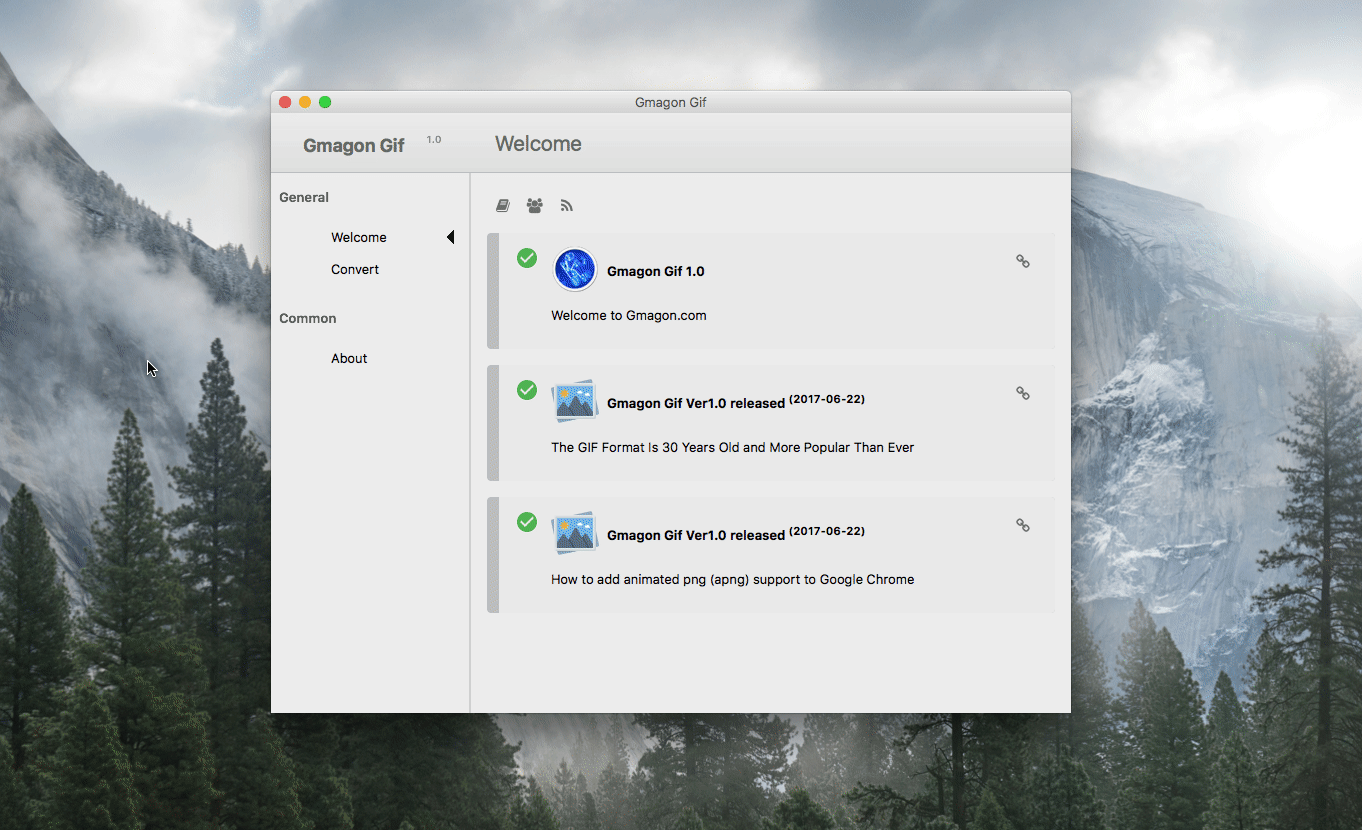 Gmagon Gif
Gmagon Gif 1.0
Welcome
General
Welcome
Convert
Common
About
Gmagon Gif 1.0
Welcome to Gmagon.com
Gmagon Gif Ver1.0 released (2017-06-22)
The GIF Format Is 30 Years Old and More Popular Than Ever
Gmagon Gif Ver1.0 released (2017-06-22)
How to add animated png (apng) support to Google Chrome